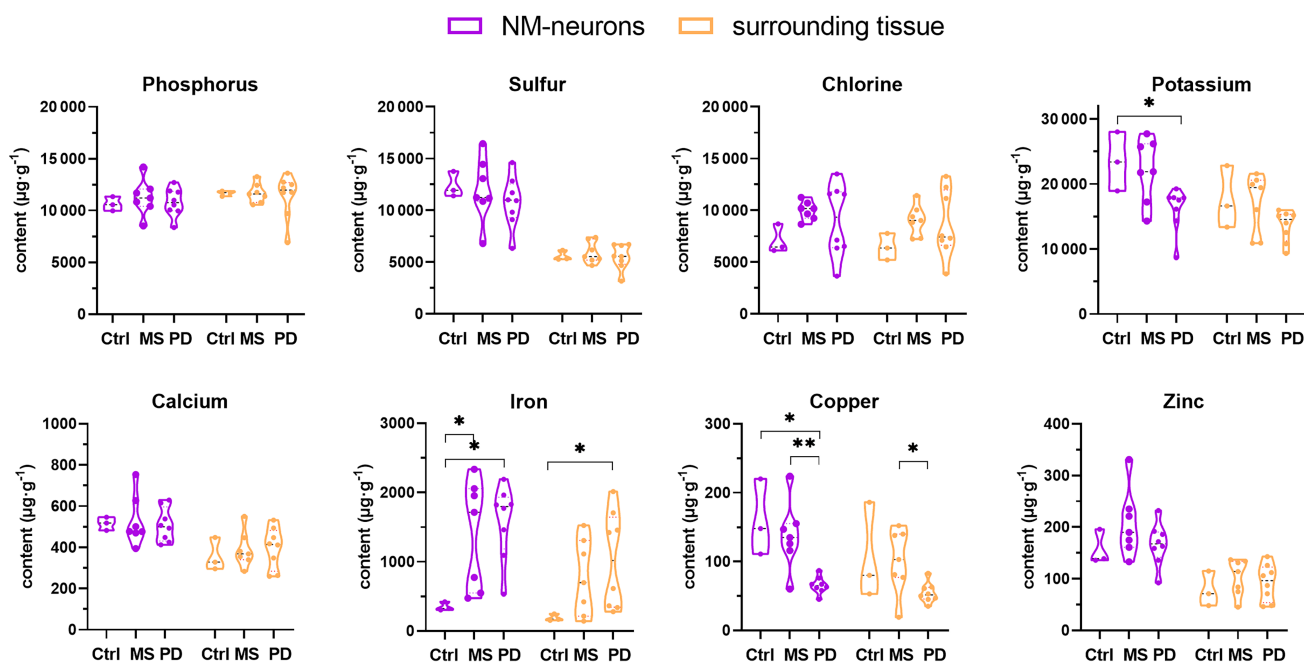 NM-neurons surrounding tissue
Phosphorus Sulfur Chlorine Potassium
content (µg·g⁻¹) content (µg·g⁻¹) content (µg·g⁻¹) content (µg·g⁻¹)
20 000 20 000 20 000 30 000
15 000 15 000 15 000 20 000
10 000 10 000 10 000 10 000
5000 5000 5000
0 0 0 0
*
Ctrl MS PD Ctrl MS PD Ctrl MS PD Ctrl MS PD Ctrl MS PD Ctrl MS PD Ctrl MS PD Ctrl MS PD
Calcium Iron Copper Zinc
content (µg·g⁻¹) content (µg·g⁻¹) content (µg·g⁻¹) content (µg·g⁻¹)
1000 3000 300 400
800 2000 200 300
600 1000 100 200
400 0 0 100
200 0
0
* * * * ** *
Ctrl MS PD Ctrl MS PD Ctrl MS PD Ctrl MS PD Ctrl MS PD Ctrl MS PD Ctrl MS PD Ctrl MS PD